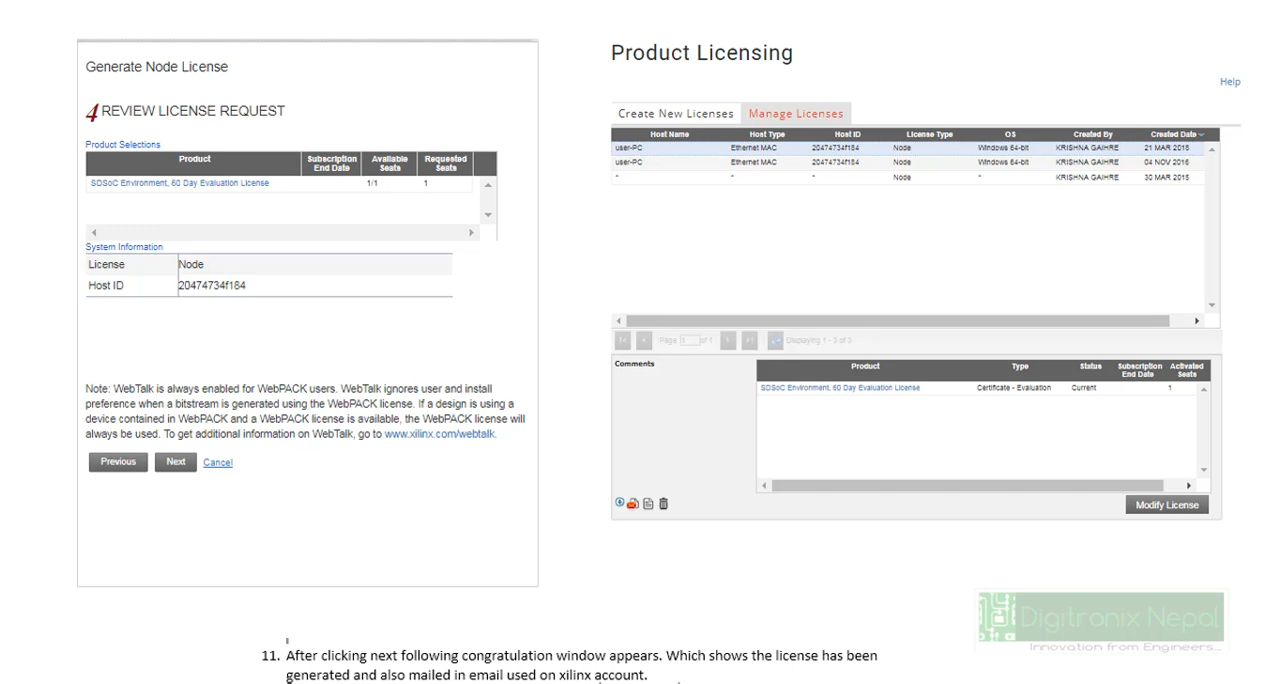 Generate Node License
4 REVIEW LICENSE REQUEST
Product Selections
Product Subscription End Date Available Seats Requested Seats
SDSoC Environment, 60 Day Evaluation License 1/1 1
System Information
License Node
Host ID 20474734f184
Note: WebTalk is always enabled for WebPACK users. WebTalk ignores user and install
preference when a bitstream is generated using the WebPACK license. If a design is using a
device contained in WebPACK and a WebPACK license is available, the WebPACK license will
always be used. To get additional information on WebTalk, go to www.xilinx.com/webtalk.
Previous Next Cancel
Product Licensing
Help
Create New Licenses Manage Licenses
Host Name Host Type Host ID License Type OS Created By Created Date
user-PC Ethernet MAC 20474734f184 Node Windows 64-bit KRISHNA GAIHRE 21 MAR 2016
user-PC Ethernet MAC 20474734f184 Node Windows 64-bit KRISHNA GAIHRE 04 NOV 2016
* * * Node * KRISHNA GAIHRE 30 MAR 2015
Page of 1 Displaying 1 - 3 of 3
Comments
Product Type Status Subscription End Date Activated Seats
SDSoC Environment, 60 Day Evaluation License Certificate - Evaluation Current 1
Modify License
Digitronix Nepal
Innovation from Engineers...
11. After clicking next following congratulation window appears. Which shows the license has been
generated and also mailed in email used on xilinx account.